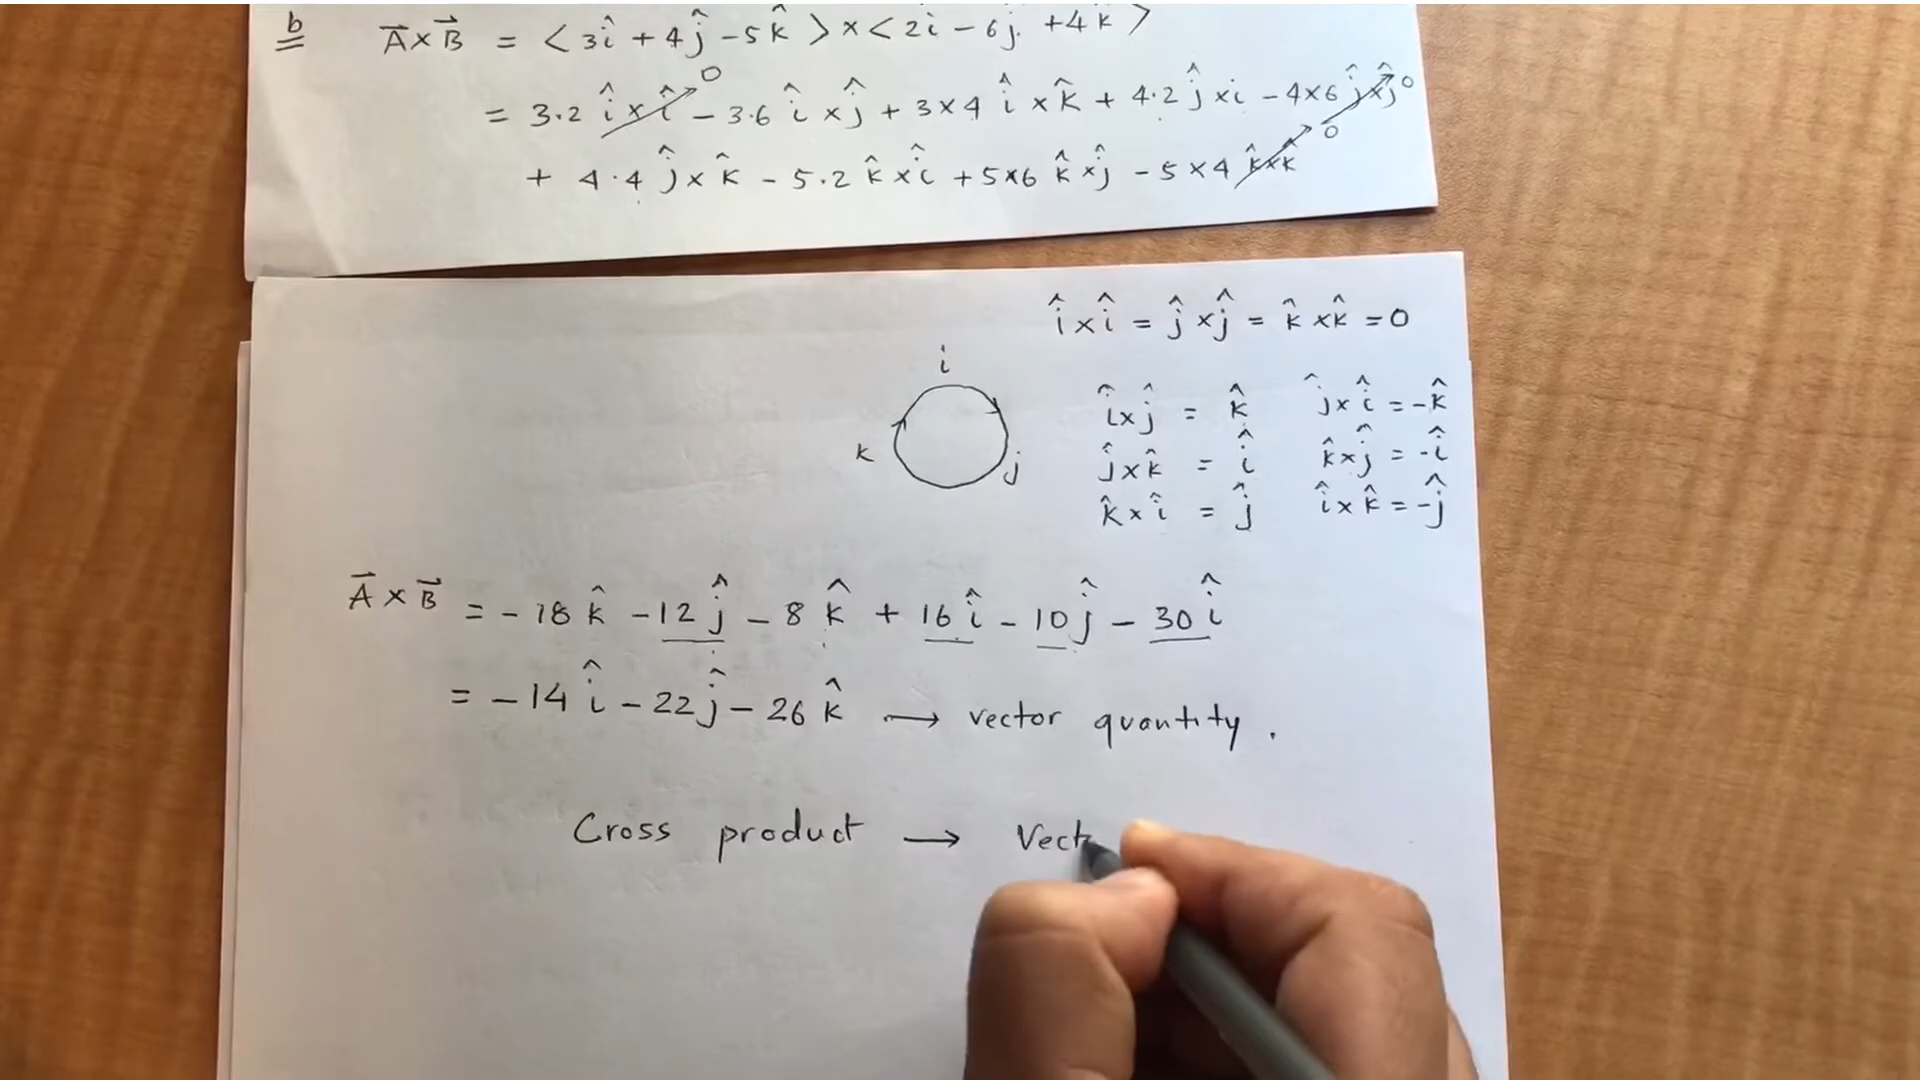 b A⃗ × B⃗ = < 3î + 4ĵ - 5k̂ > × < 2i - 6j + 4k̂ >
= 3·2 î × î → 0 - 3·6 î × ĵ + 3×4 î × k̂ + 4·2 ĵ × i - 4×6 ĵ × ĵ → 0
+ 4·4 ĵ × k̂ - 5·2 k̂ × î + 5×6 k̂ × ĵ - 5×4 k̂ × k → 0
î × î = ĵ × ĵ = k̂ × k̂ = 0
i
k
j
î × ĵ = k̂ ĵ × î = -k̂
ĵ × k̂ = î k̂ × ĵ = -î
k̂ × î = ĵ î × k̂ = -ĵ
A⃗ × B⃗ = - 18 k̂ - 12 ĵ - 8 k̂ + 16 î - 10 ĵ - 30 î
= - 14 î - 22 ĵ - 26 k̂ → vector quantity.
Cross product → Vect